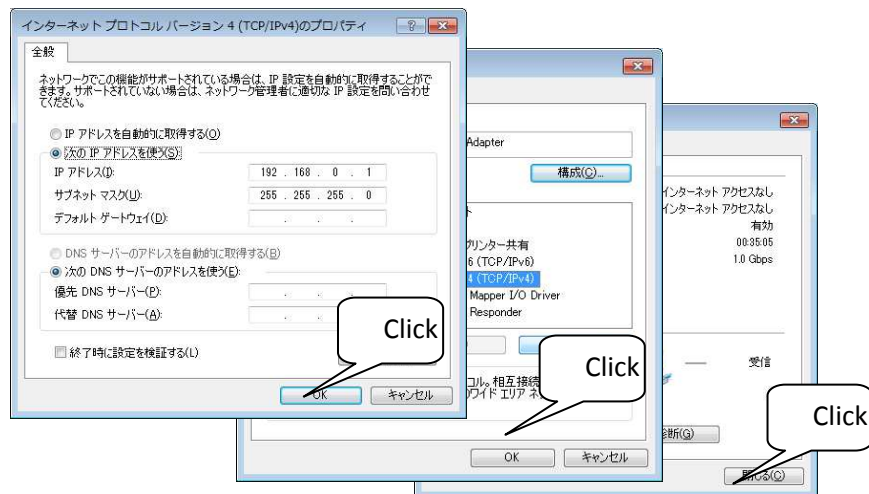 インターネット プロトコル バージョン 4 (TCP/IPv4)のプロパティ
全般
ネットワークでこの機能がサポートされている場合は、IP 設定を自動的に取得することがで
きます。サポートされていない場合は、ネットワーク管理者に適切な IP 設定を問い合わせ
てください。
IP アドレスを自動的に取得する(O)
次の IP アドレスを使う(S):
IP アドレス(I): 192 . 168 . 0 . 1
サブネット マスク(U): 255 . 255 . 255 . 0
デフォルト ゲートウェイ(D): . . .
DNS サーバーのアドレスを自動的に取得する(B)
次の DNS サーバーのアドレスを使う(E):
優先 DNS サーバー(P): . . .
代替 DNS サーバー(A): . .
終了時に設定を検証する(L)
Click
OK キャンセル
Adapter
構成(C)...
プリンター共有
6 (TCP/IPv6)
4 (TCP/IPv4)
Mapper I/O Driver
Responder
コル。相互接続
のワイド エリア ネ
Click
OK キャンセル
インターネット アクセスなし
インターネット アクセスなし
有効
00:35:05
1.0 Gbps
受信
診断(G)
Click
閉じる(C)